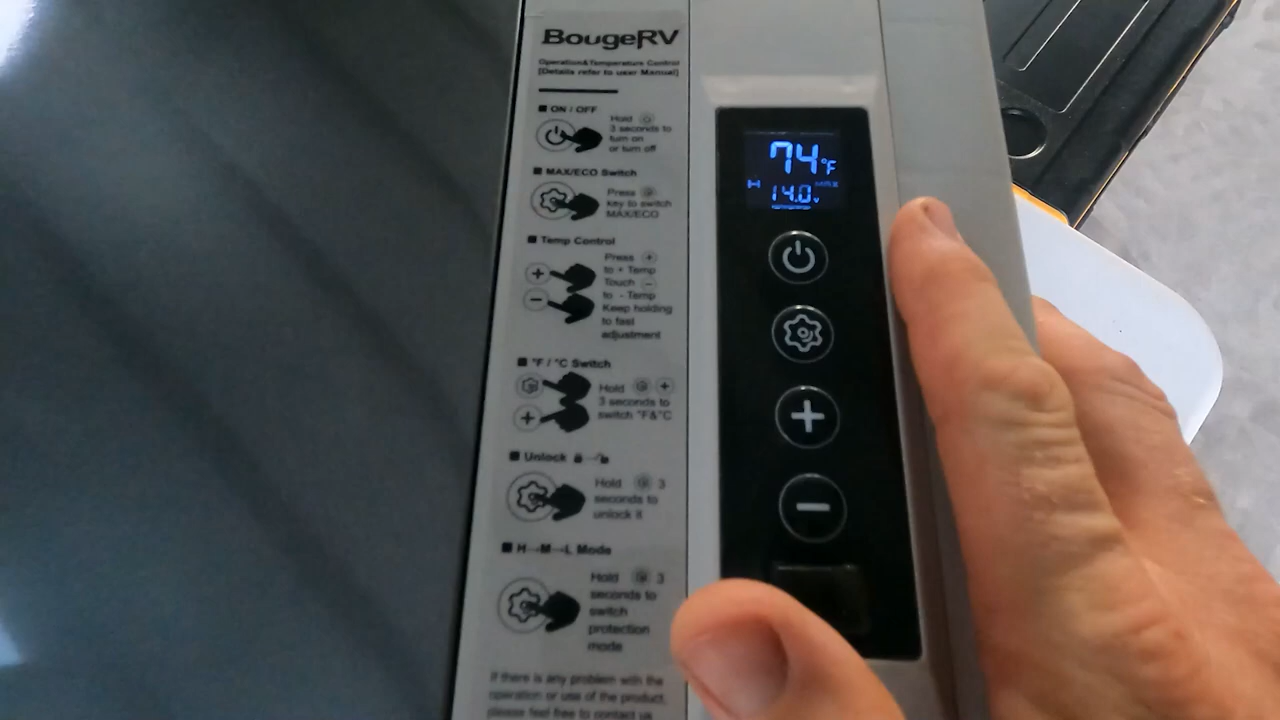 BougeRV
Operation&Temperature Control
[Details refer to user Manual]
ON / OFF
Hold
3 seconds to
turn on
or turn off
MAX/ECO Switch
Press
key to switch
MAX/ECO
Temp Control
Press +
to + Temp
Touch −
to - Temp
Keep holding
to fast
adjustment
°F / °C Switch
Hold +
3 seconds to
switch °F&°C
Unlock
Hold 3
seconds to
unlock it
H→M→L Mode
Hold 3
seconds to
switch
protection
mode
If there is any problem with the
operation or use of the product,
please feel free to contact us
74°F
H
14.0v